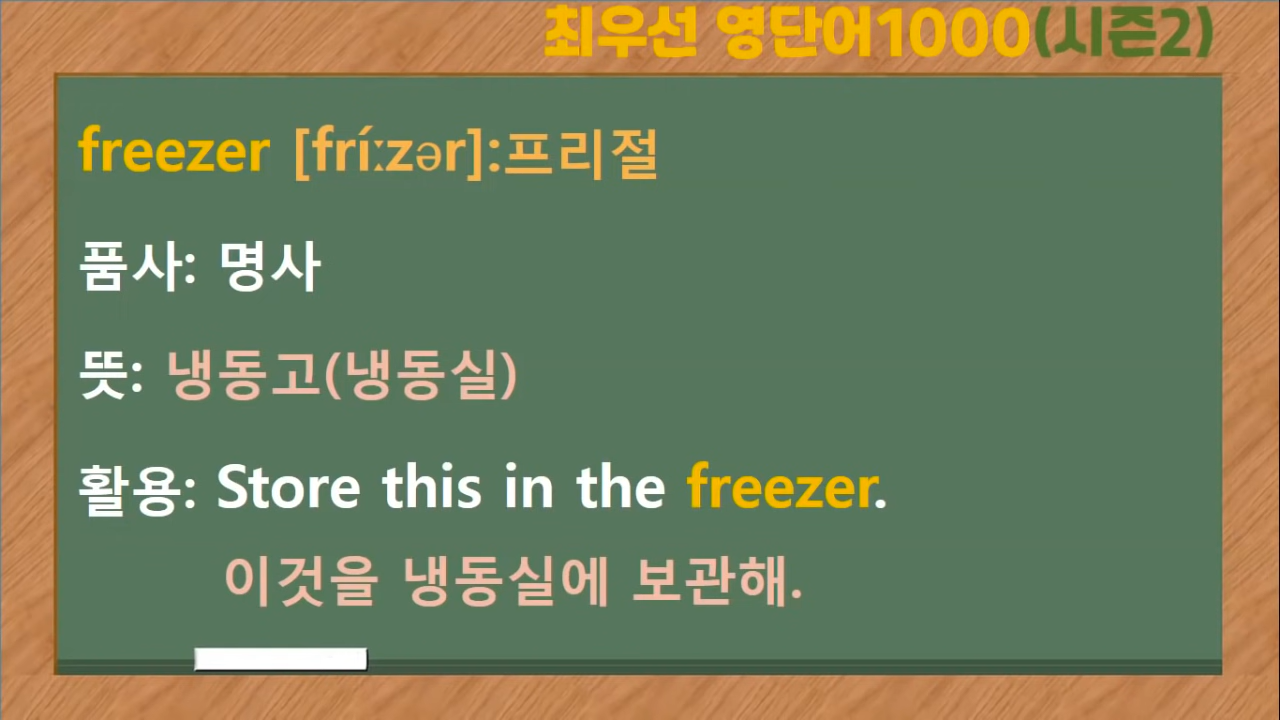 최우선 영단어1000(시즌2)
freezer [fríːzər]:프리절
품사: 명사
뜻: 냉동고(냉동실)
활용: Store this in the freezer.
이것을 냉동실에 보관해.